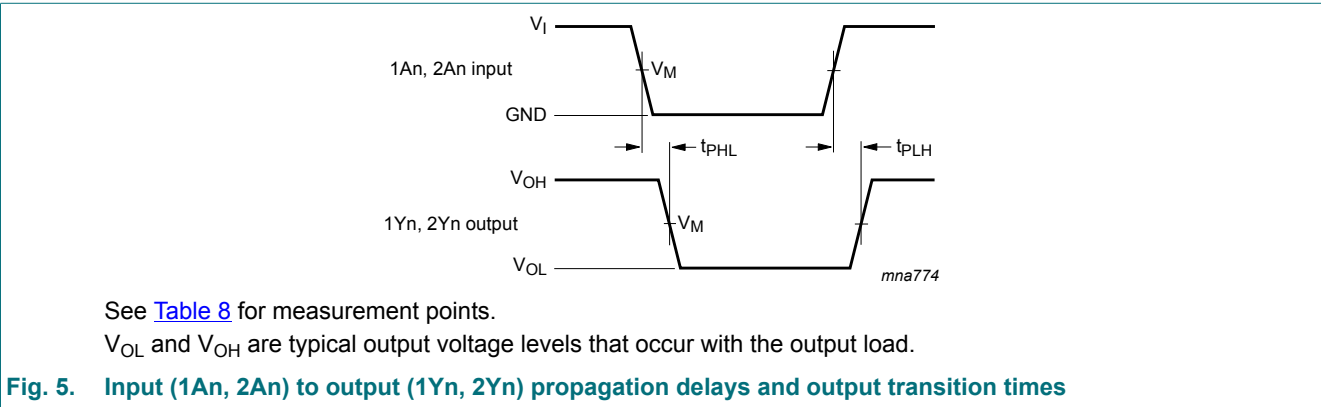 VI
1An, 2An input
VM
GND
tPHL
tPLH
VOH
1Yn, 2Yn output
VM
VOL
mna774
See Table 8 for measurement points.
VOL and VOH are typical output voltage levels that occur with the output load.
Fig. 5. Input (1An, 2An) to output (1Yn, 2Yn) propagation delays and output transition times